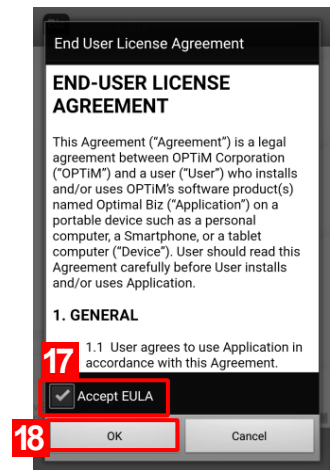 End User License Agreement
END-USER LICENSE
AGREEMENT
This Agreement (“Agreement”) is a legal
agreement between OPTiM Corporation
(“OPTiM”) and a user (“User”) who installs
and/or uses OPTiM’s software product(s)
named Optimal Biz (“Application”) on a
portable device such as a personal
computer, a Smartphone, or a tablet
computer (“Device”). User should read this
Agreement carefully before User installs
and/or uses Application.
1. GENERAL
1.1 User agrees to use Application in
accordance with this Agreement.
17
Accept EULA
18
OK
Cancel